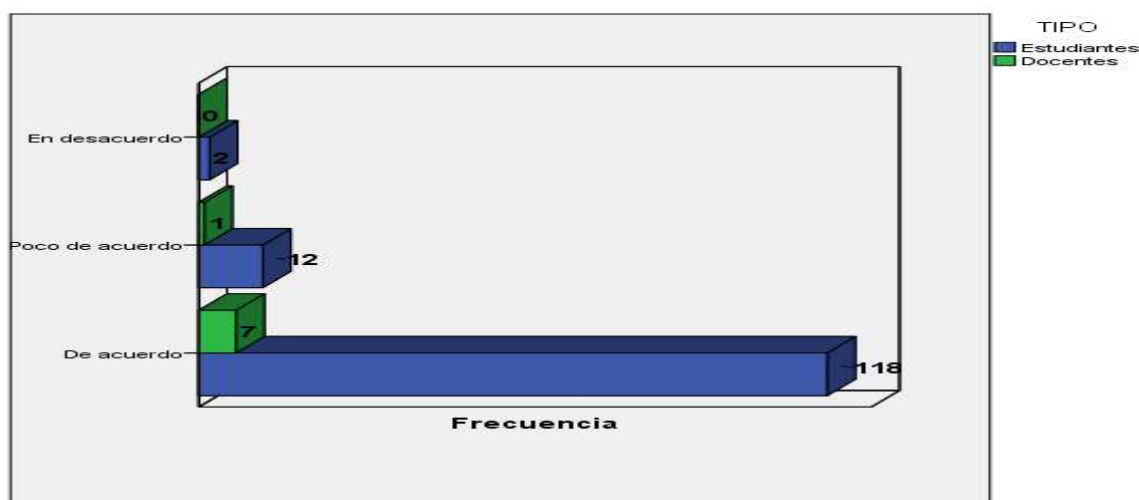 TIPO
Estudiantes
Docentes
0
En desacuerdo
2
1
Poco de acuerdo
12
7
De acuerdo
118
Frecuencia